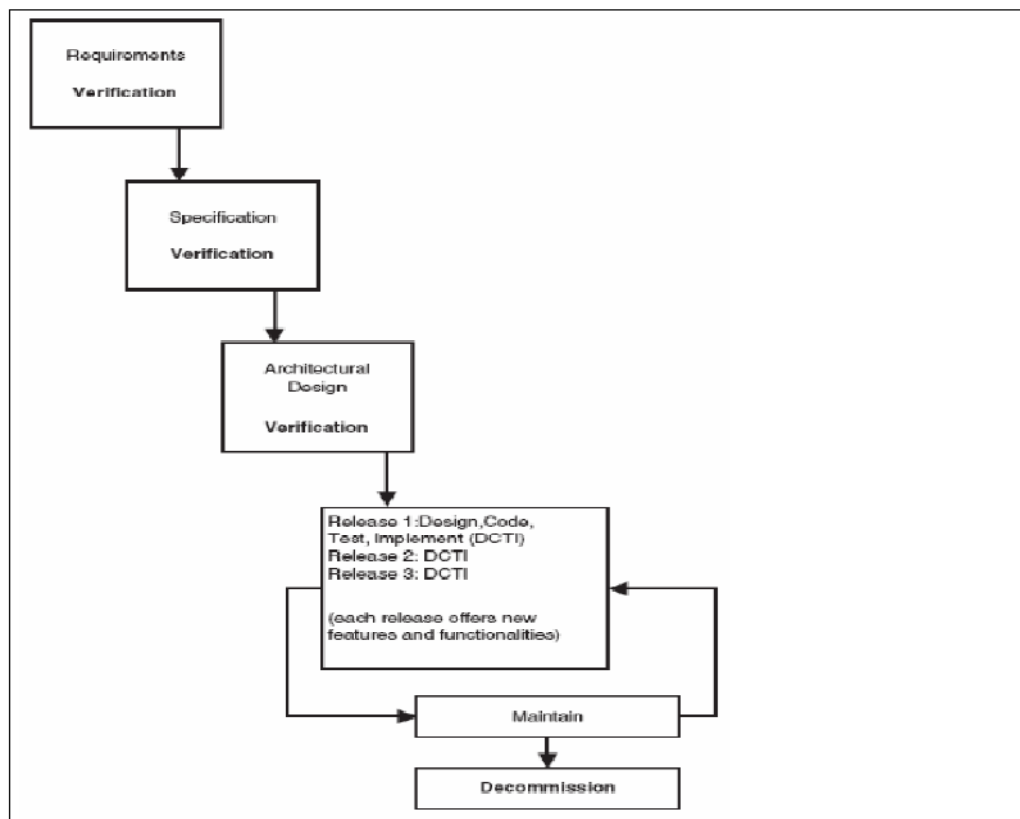 Requirements
Verification
Specification
Verification
Architectural
Design
Verification
Release 1:Design,Code,
Test, Implement (DCTI)
Release 2: DCTI
Release 3: DCTI
(each release offers new
features and functionalities)
Maintain
Decommission